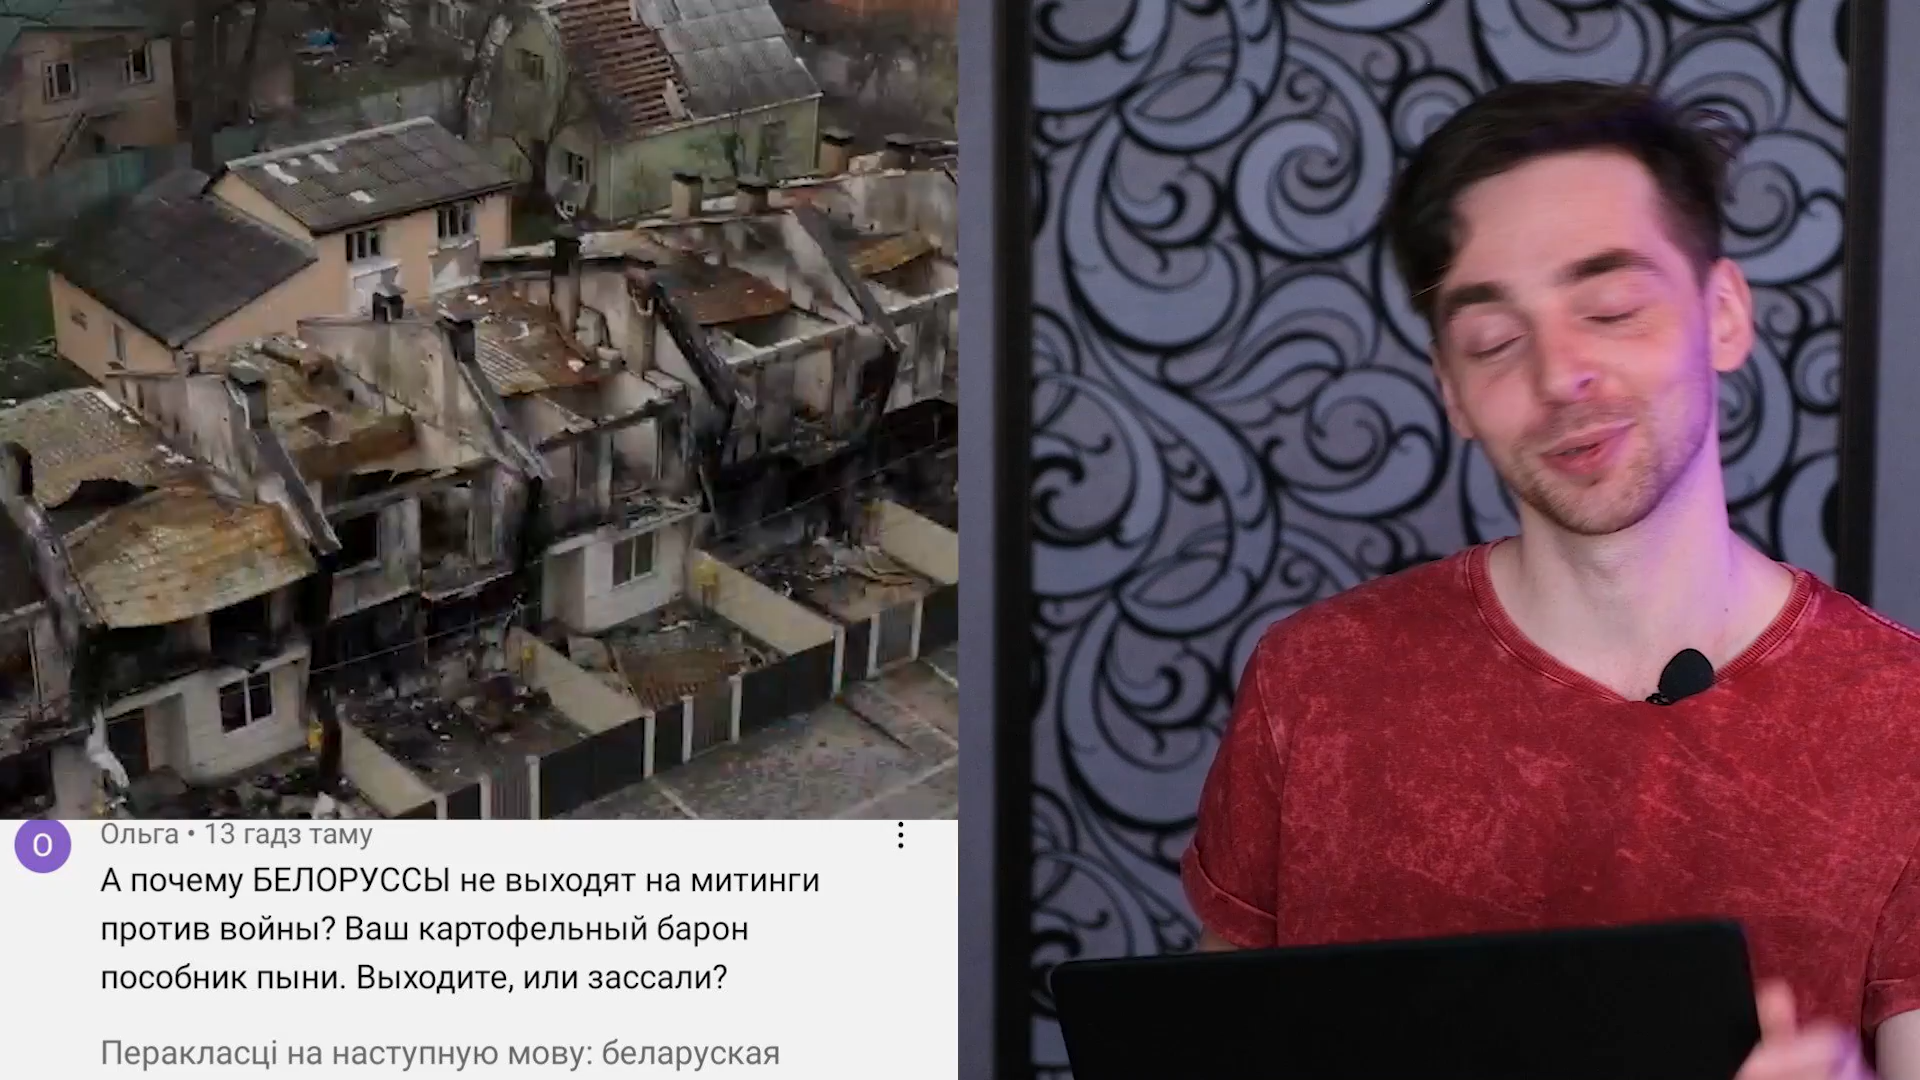 О
Ольга • 13 гадз таму
А почему БЕЛОРУССЫ не выходят на митинги
против войны? Ваш картофельный барон
пособник пыни. Выходите, или зассали?
Перакласці на наступную мову: беларуская